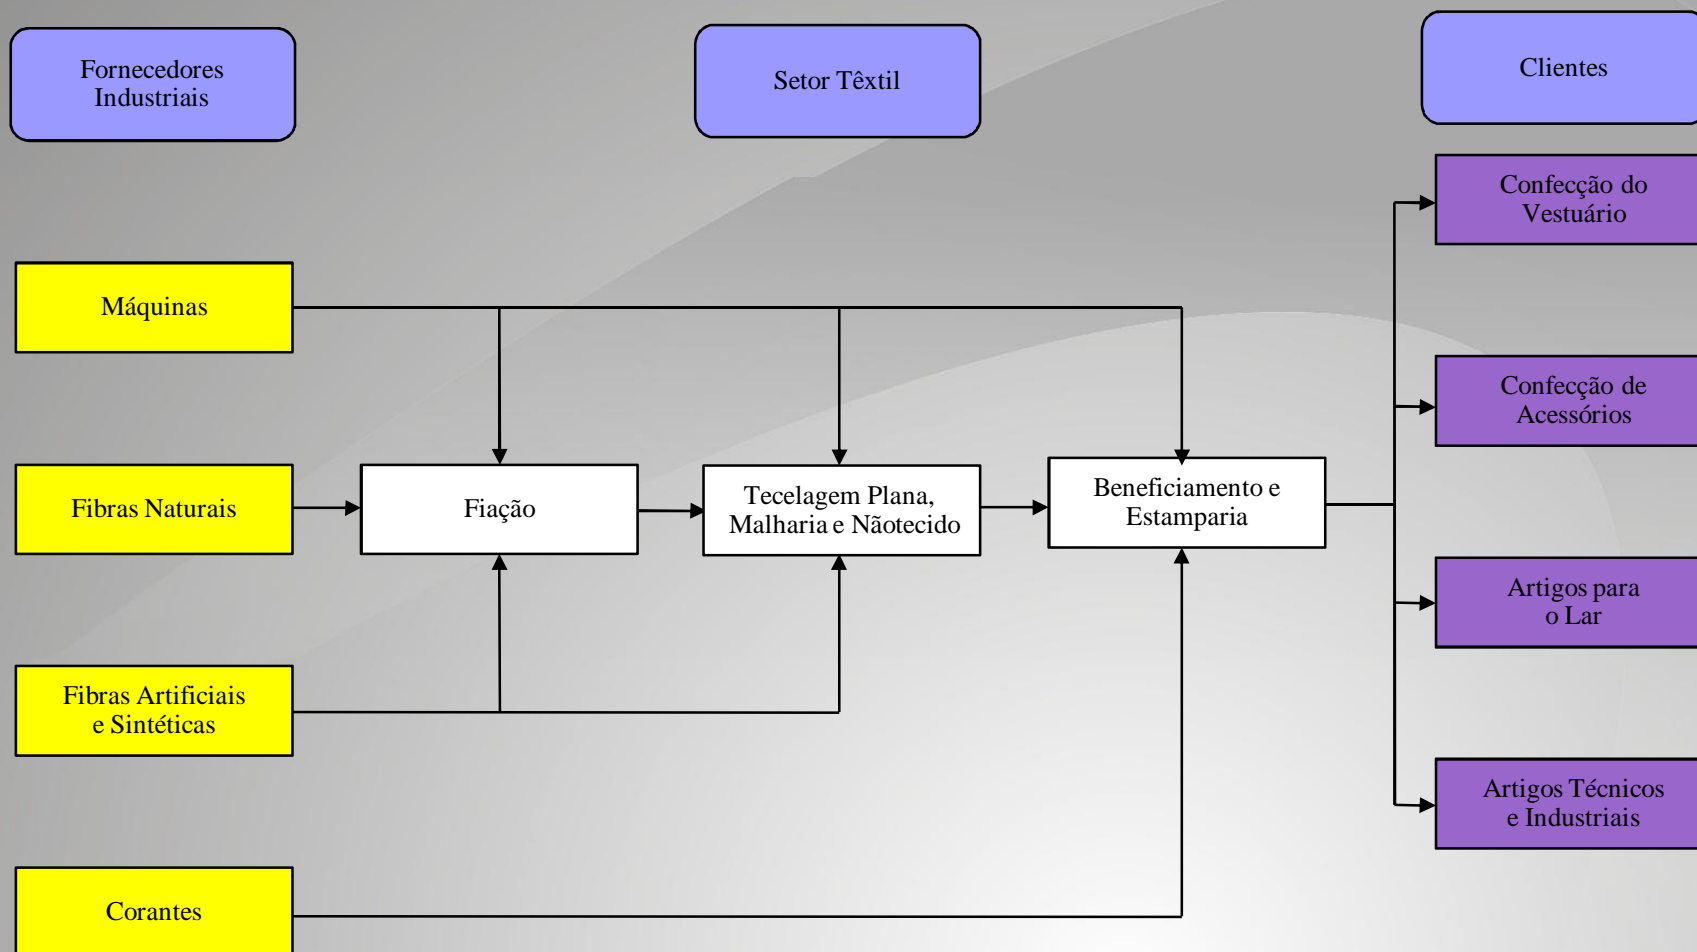 Fornecedores
Industriais
Setor Têxtil
Clientes
Confecção do
Vestuário
Máquinas
Confecção de
Acessórios
Fibras Naturais
Fiação
Tecelagem Plana,
Malharia e Nãotecido
Beneficiamento e
Estamparia
Artigos para
o Lar
Fibras Artificiais
e Sintéticas
Artigos Técnicos
e Industriais
Corantes